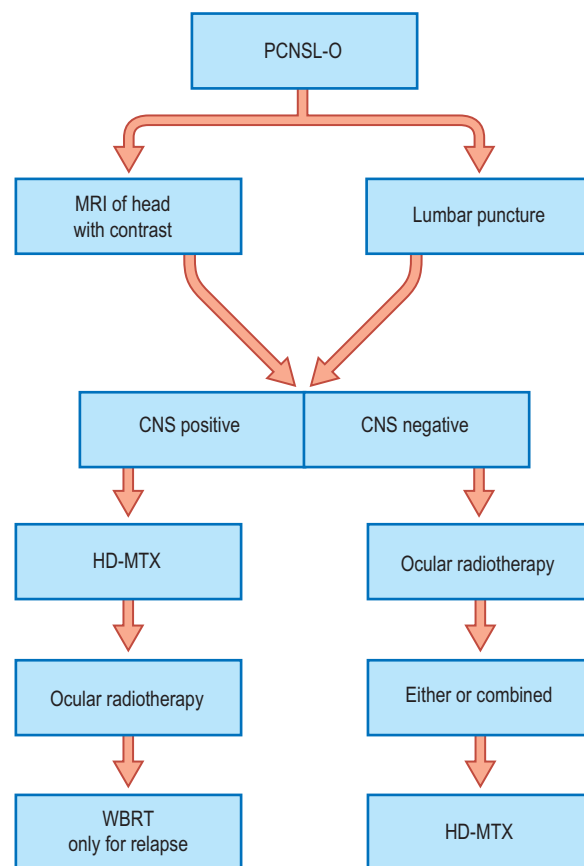 PCNSL-O
MRI of head
with contrast
Lumbar puncture
CNS positive
CNS negative
HD-MTX
Ocular radiotherapy
Ocular radiotherapy
Either or combined
WBRT
only for relapse
HD-MTX